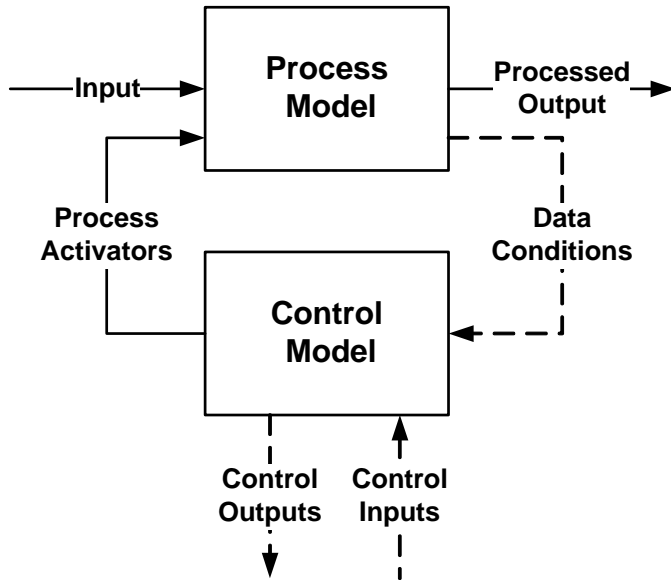 Input
Process
Model
Processed
Output
Process
Activators
Data
Conditions
Control
Model
Control
Outputs
Control
Inputs